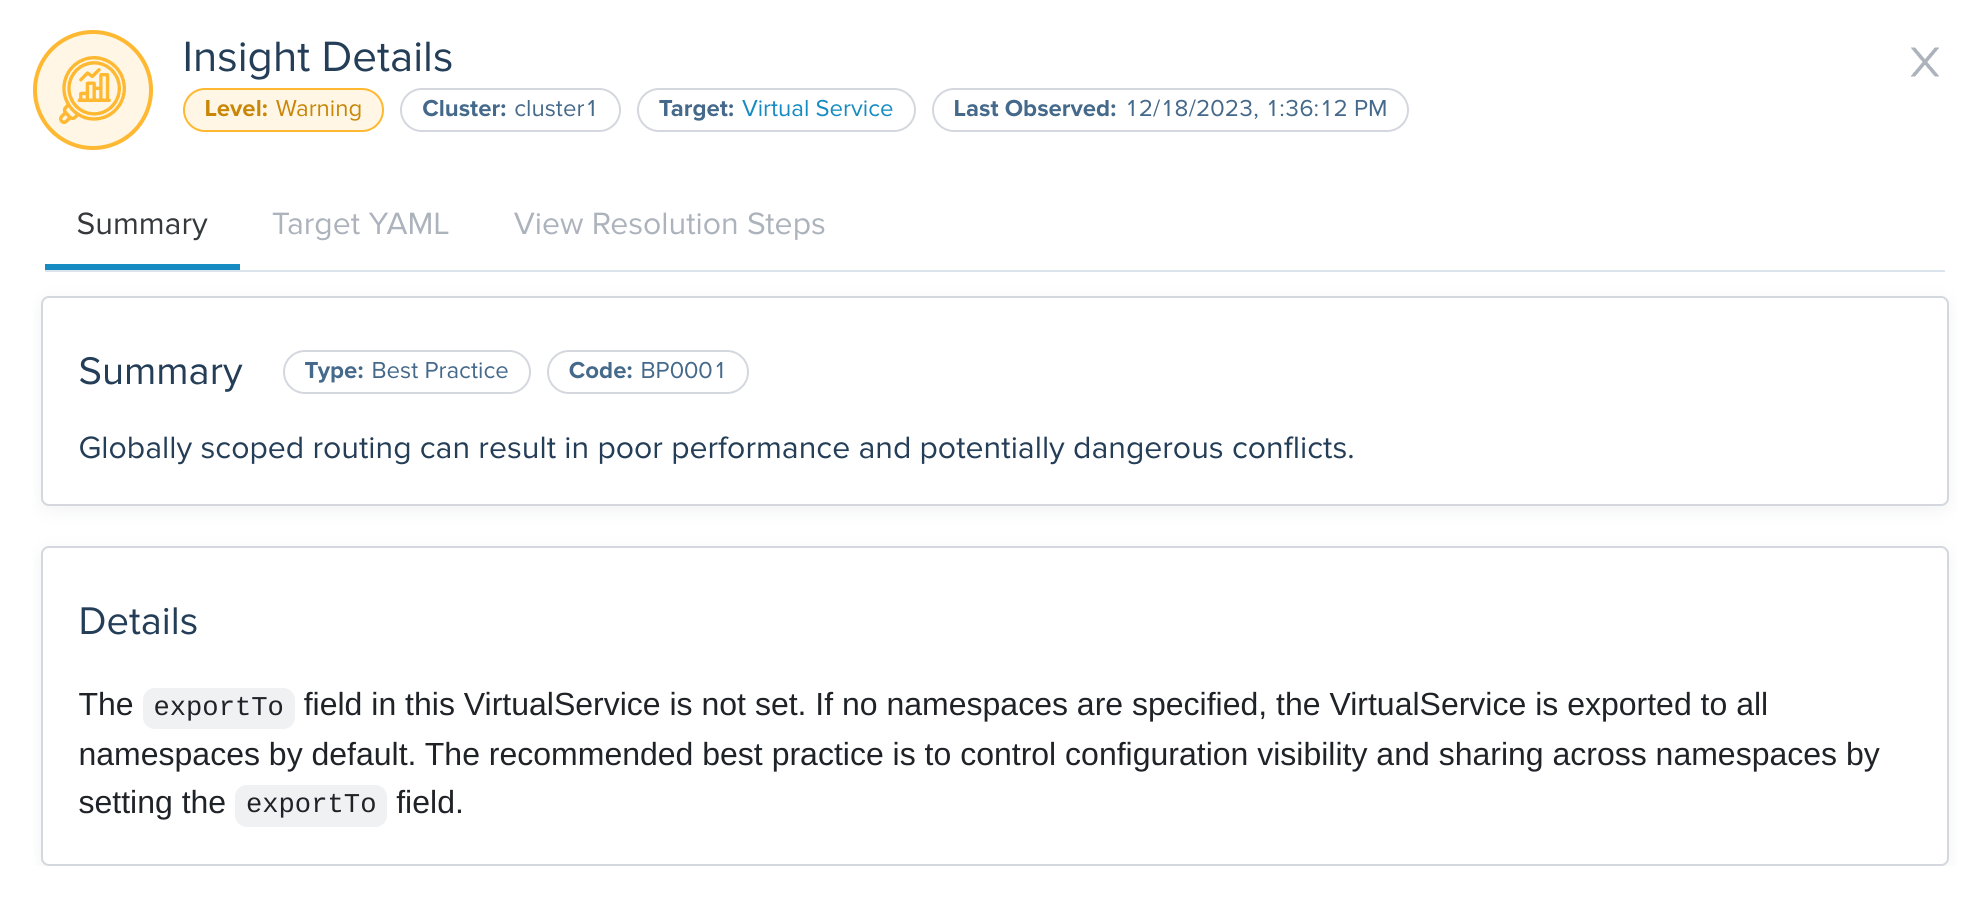 Insight Details
X
Level: Warning
Cluster: cluster1
Target: Virtual Service
Last Observed: 12/18/2023, 1:36:12 PM
Summary
Target YAML
View Resolution Steps
Summary
Type: Best Practice
Code: BP0001
Globally scoped routing can result in poor performance and potentially dangerous conflicts.
Details
The exportTo field in this VirtualService is not set. If no namespaces are specified, the VirtualService is exported to all
namespaces by default. The recommended best practice is to control configuration visibility and sharing across namespaces by
setting the exportTo field.